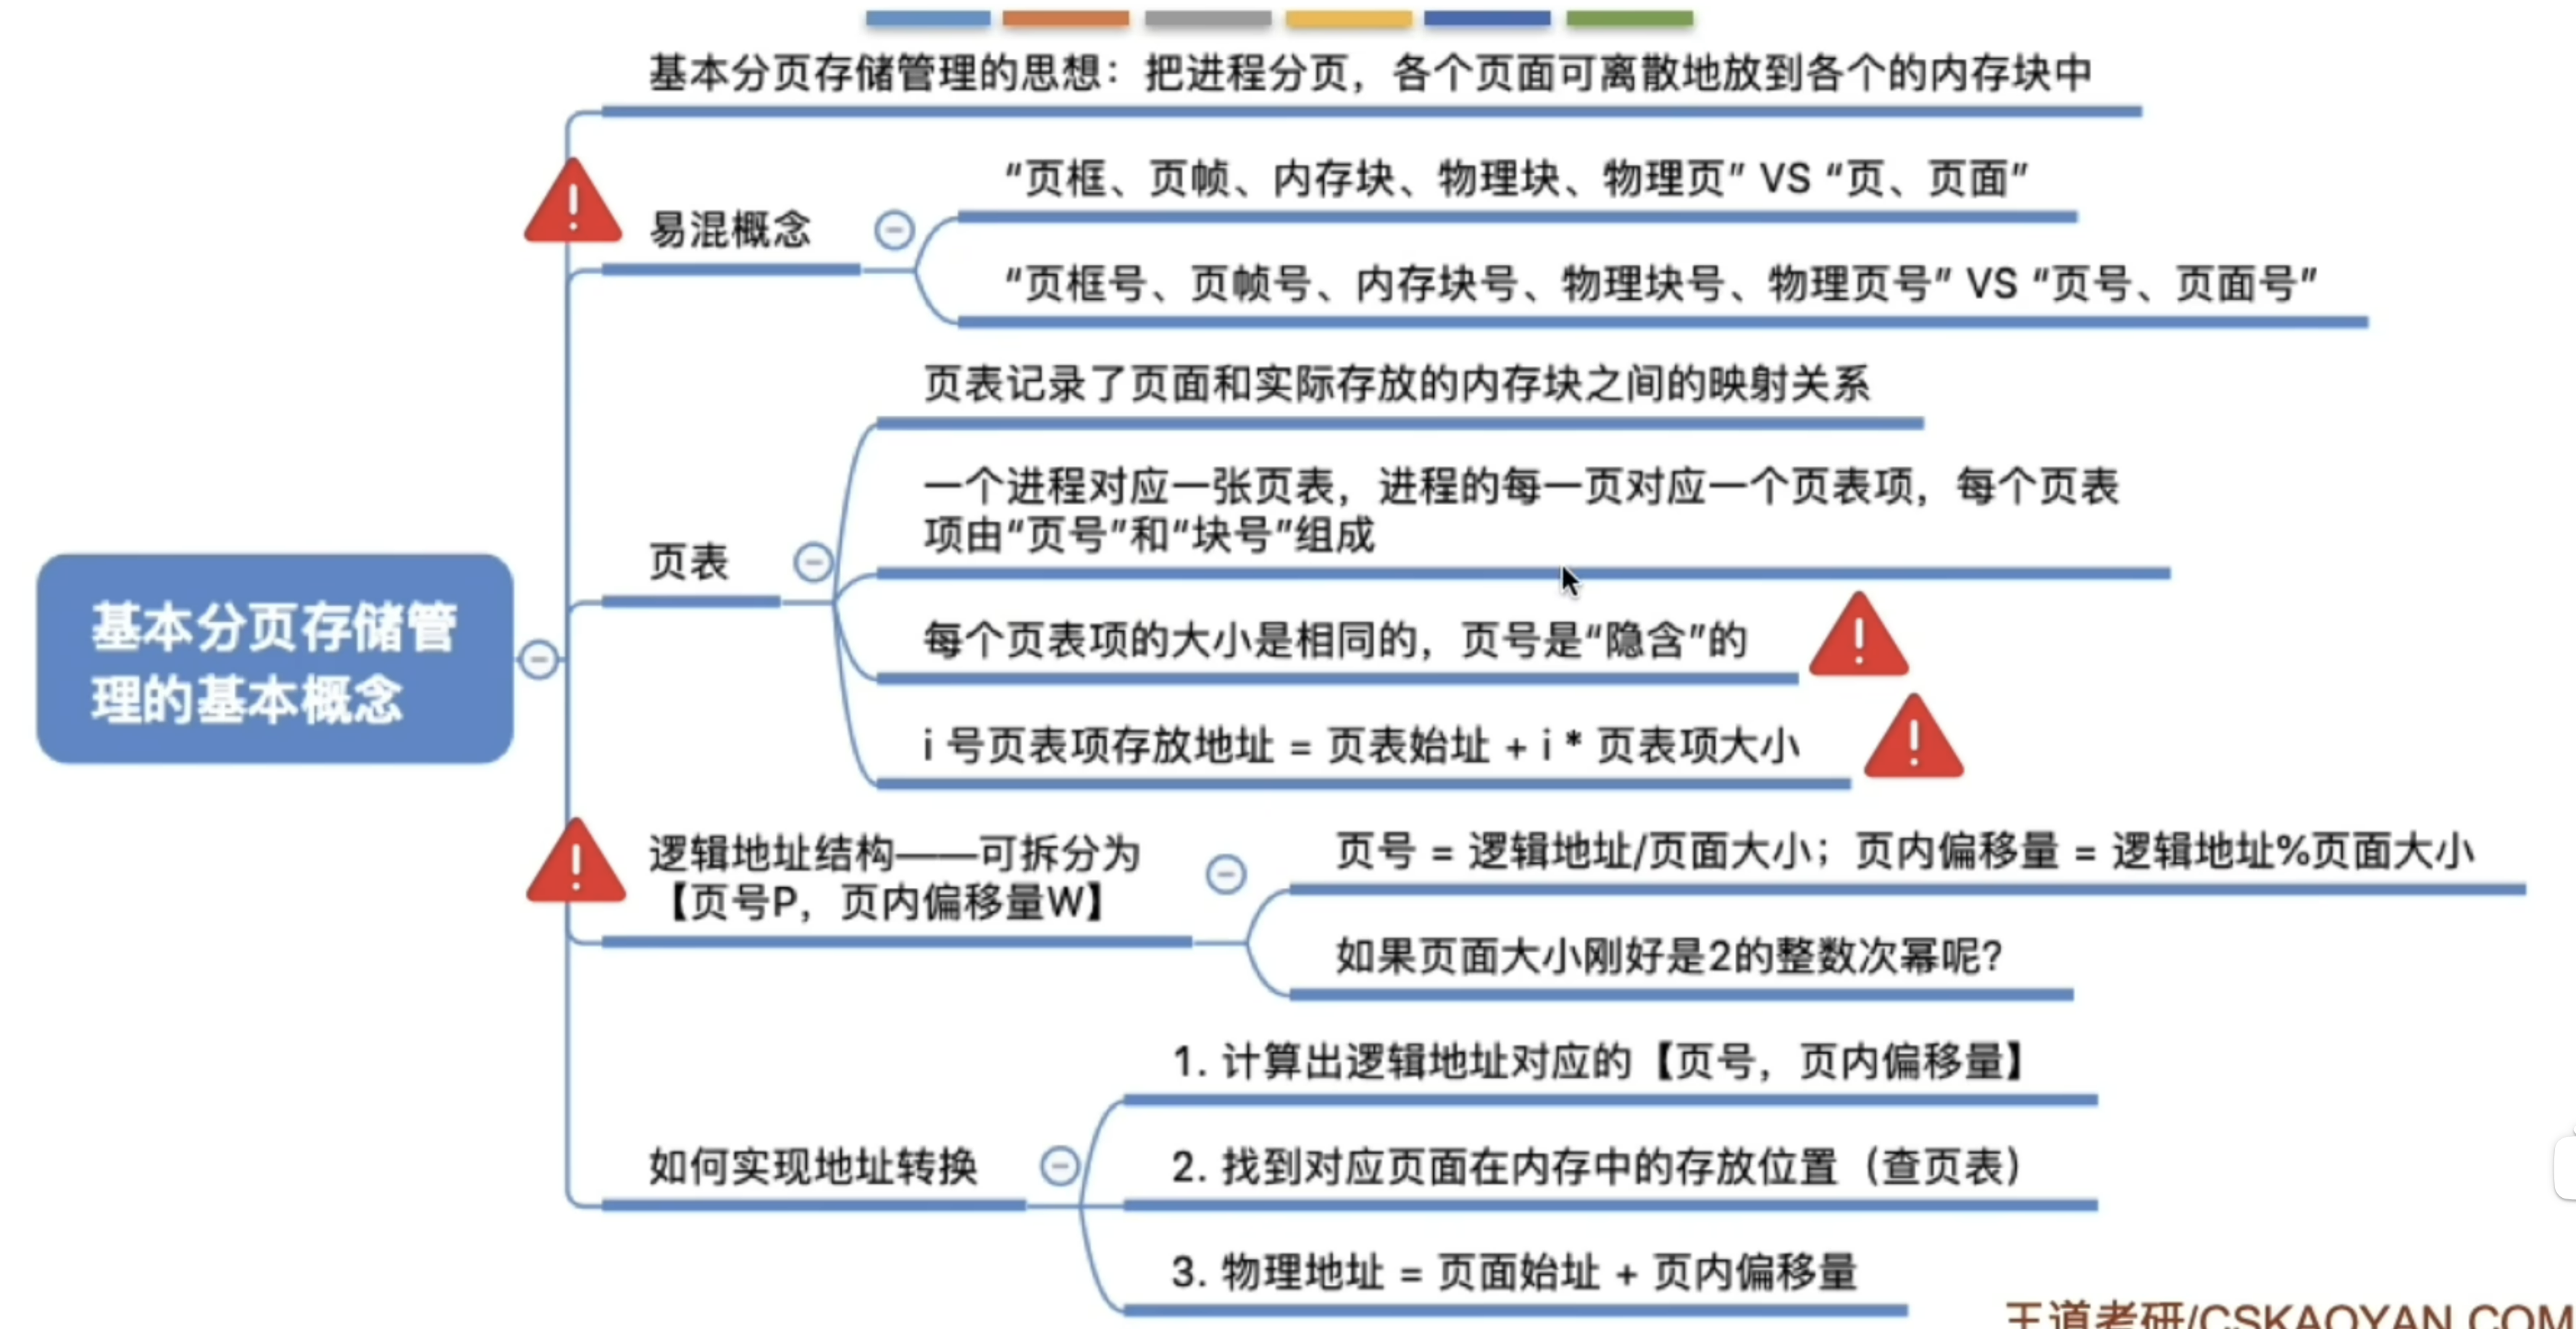 基本分页存储管理的思想：把进程分页，各个页面可离散地放到各个的内存块中
“页框、页帧、内存块、物理块、物理页” VS “页、页面”
易混概念
“页框号、页帧号、内存块号、物理块号、物理页号” VS “页号、页面号”
页表记录了页面和实际存放的内存块之间的映射关系
一个进程对应一张页表，进程的每一页对应一个页表项，每个页表
项由“页号”和“块号”组成
页表
基本分页存储管
理的基本概念
每个页表项的大小是相同的，页号是“隐含”的
i 号页表项存放地址 = 页表始址 + i * 页表项大小
逻辑地址结构——可拆分为
【页号P，页内偏移量W】
页号 = 逻辑地址/页面大小；页内偏移量 = 逻辑地址%页面大小
如果页面大小刚好是2的整数次幂呢?
1. 计算出逻辑地址对应的【页号，页内偏移量】
如何实现地址转换
2. 找到对应页面在内存中的存放位置（查页表）
3. 物理地址 = 页面始址 + 页内偏移量
王道考研/CSKAOYAN.COM